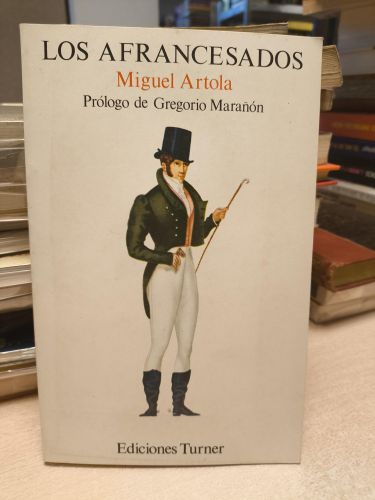 LOS AFRANCESADOS
Miguel Artola
Prólogo de Gregorio Marañón
Ediciones Turner